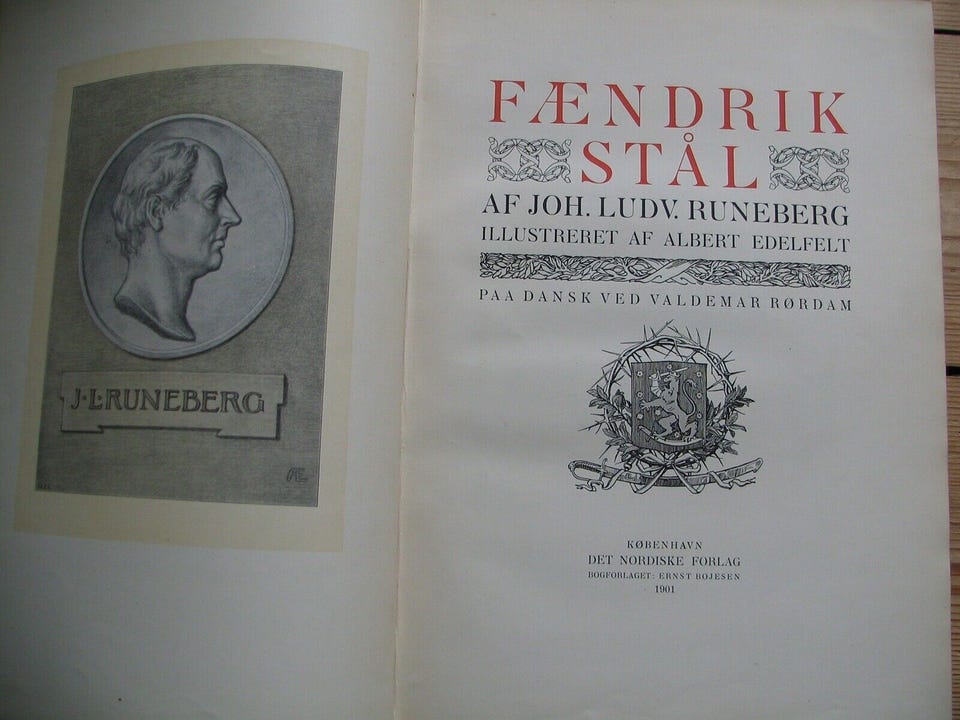 J·L·RUNEBERG
Æ
FÆNDRIK
STÅL
AF JOH. LUDV. RUNEBERG
ILLUSTRERET AF ALBERT EDELFELT
PAA DANSK VED VALDEMAR RØRDAM
KØBENHAVN
DET NORDISKE FORLAG
BOGFORLAGET: ERNST BOJESEN
1901